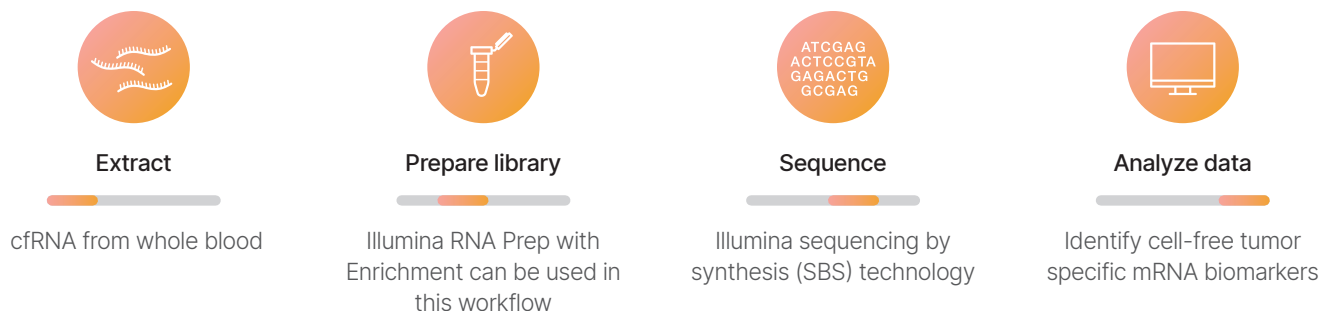 ATCGAG
ACTCCGTA
GAGACTG
GCGAG
Extract
cfRNA from whole blood
Prepare library
Illumina RNA Prep with
Enrichment can be used in
this workflow
Sequence
Illumina sequencing by
synthesis (SBS) technology
Analyze data
Identify cell-free tumor
specific mRNA biomarkers